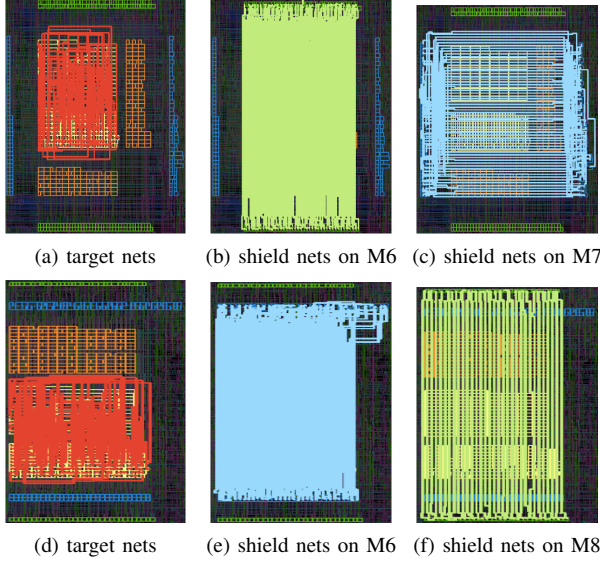 (a) target nets
(b) shield nets on M6
(c) shield nets on M7
(d) target nets
(e) shield nets on M6
(f) shield nets on M8